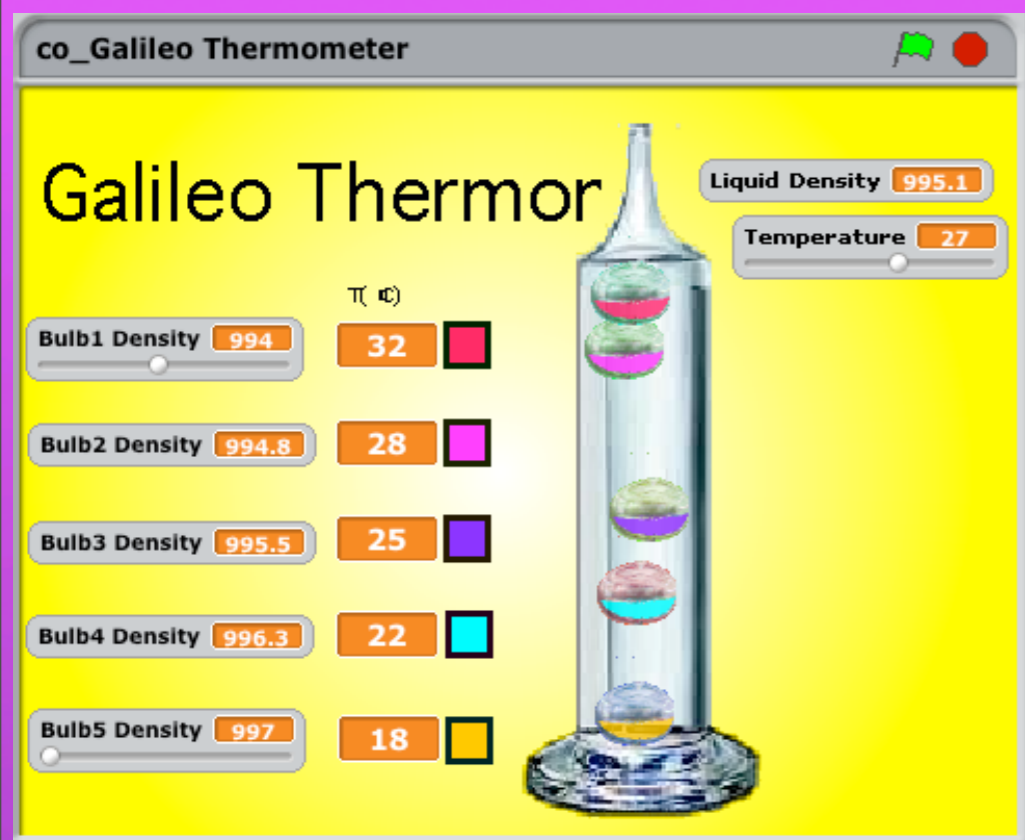 co_Galileo Thermometer
Galileo Thermor
Liquid Density 995.1
Temperature 27
T( C)
Bulb1 Density 994 32
Bulb2 Density 994.8 28
Bulb3 Density 995.5 25
Bulb4 Density 996.3 22
Bulb5 Density 997 18